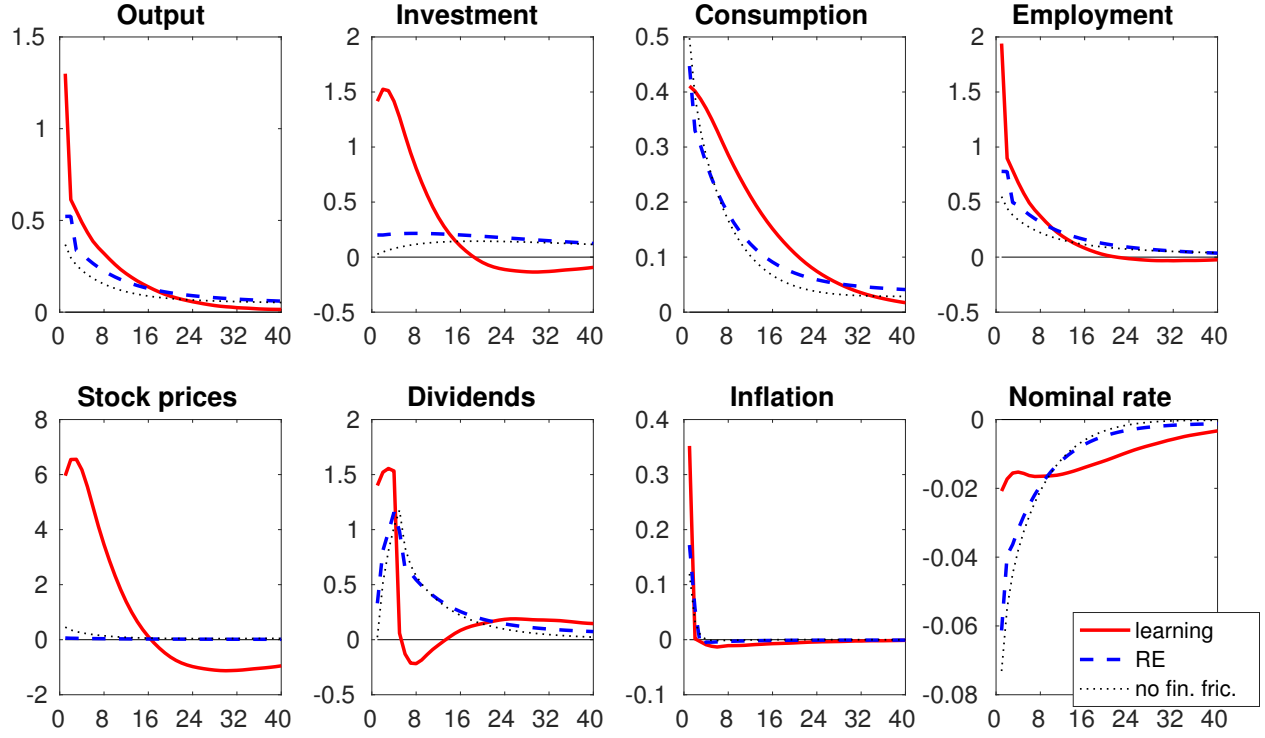 Output
1.5
1
0.5
0
0 8 16 24 32 40
Investment
2
1.5
1
0.5
0
-0.5
0 8 16 24 32 40
Consumption
0.5
0.4
0.3
0.2
0.1
0
0 8 16 24 32 40
Employment
2
1.5
1
0.5
0
-0.5
0 8 16 24 32 40
Stock prices
8
6
4
2
0
-2
0 8 16 24 32 40
Dividends
2
1.5
1
0.5
0
-0.5
0 8 16 24 32 40
Inflation
0.4
0.3
0.2
0.1
0
-0.1
0 8 16 24 32 40
Nominal rate
0
-0.02
-0.04
-0.06
-0.08
0 8 16 24 32 40
learning
RE
no fin. fric.